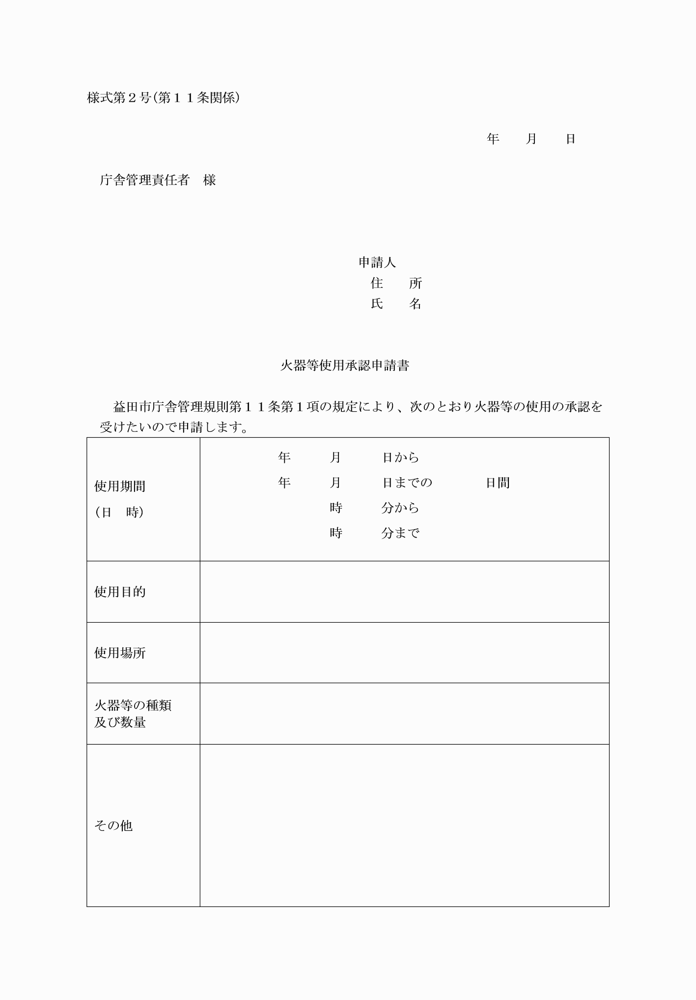 様式第２号(第１１条関係)
年　　月　　日
庁舎管理責任者　様
申請人
住　　所
氏　　名
火器等使用承認申請書
益田市庁舎管理規則第１１条第１項の規定により、次のとおり火器等の使用の承認を
受けたいので申請します。
使用期間
(日　時)
年　　　月　　　日から
年　　　月　　　日までの　　　　日間
時　　　分から
時　　　分まで
使用目的
使用場所
火器等の種類
及び数量
その他